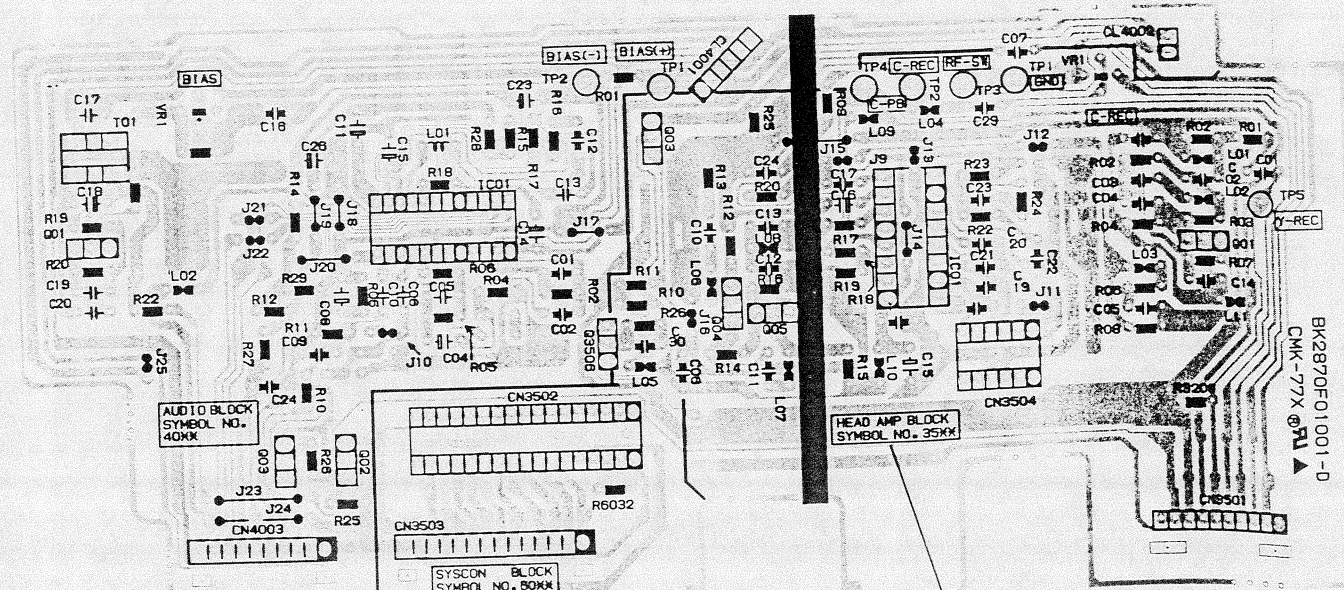 BIAS
BIAS(-)
BIAS(+)
CL4001
TP2
R01
TP1
TP4
C-REC
RF-SW
TP2
TP3
TP1
GND
C07
CL4002
VR1
C17
T01
VR1
C18
C11
C26
C15
L01
C23
R16
R28
R15
C12
R17
C13
Q03
R25
R09
C-PB
L09
L04
C29
J12
C-REC
R02
R01
L01
C01
L02
TP5
Y-REC
C18
R19
Q01
R20
C19
C20
R22
L02
J25
J21
J22
R14
J19
J18
J20
R29
R12
R18
IC01
C14
J17
R06
C05
R04
C01
R02
C02
R11
R10
R26
R13
R12
C10
L06
C24
R20
C13
L08
C12
R18
J15
C17
C16
R17
R19
R18
J9
J13
J14
IC01
R23
C23
R22
C21
R24
C20
C22
C19
J11
R02
C03
C04
R04
L03
R06
C05
R08
R03
Q01
R07
C14
L11
R27
R11
C09
C08
J10
C04
R05
Q3506
L05
C08
J16
Q04
R14
Q05
C11
L07
R15
L10
C15
CN3504
C24
R10
AUDIO BLOCK
SYMBOL NO.
40XX
Q03
R26
Q02
CN3502
HEAD AMP BLOCK
SYMBOL NO. 35XX
J23
J24
CN4003
R25
CN3503
R6032
CN3501
SYSCON BLOCK
SYMBOL NO. 60XX
BK2870F01001-0
CMK-77X